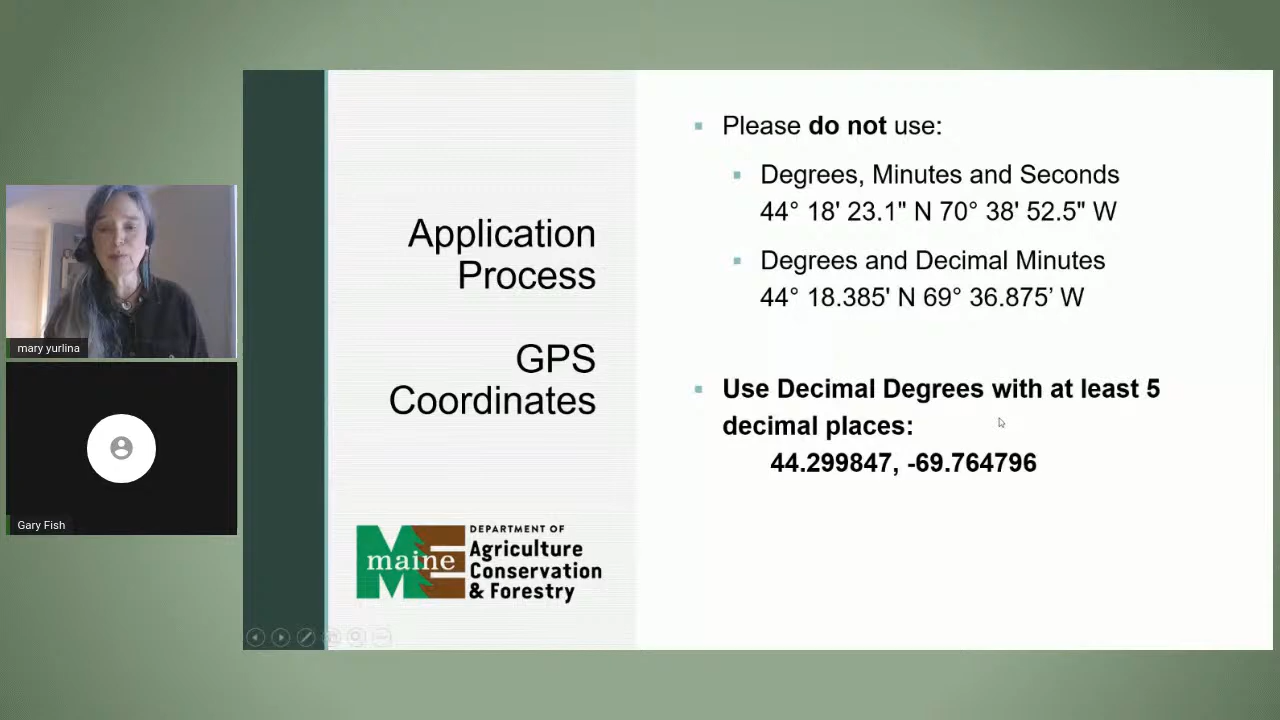 Application
Process
GPS
Coordinates
maine
DEPARTMENT OF
Agriculture
Conservation
& Forestry
Please do not use:
Degrees, Minutes and Seconds
44° 18' 23.1" N 70° 38' 52.5" W
Degrees and Decimal Minutes
44° 18.385' N 69° 36.875’ W
Use Decimal Degrees with at least 5
decimal places:
44.299847, -69.764796
mary yurlina
Gary Fish